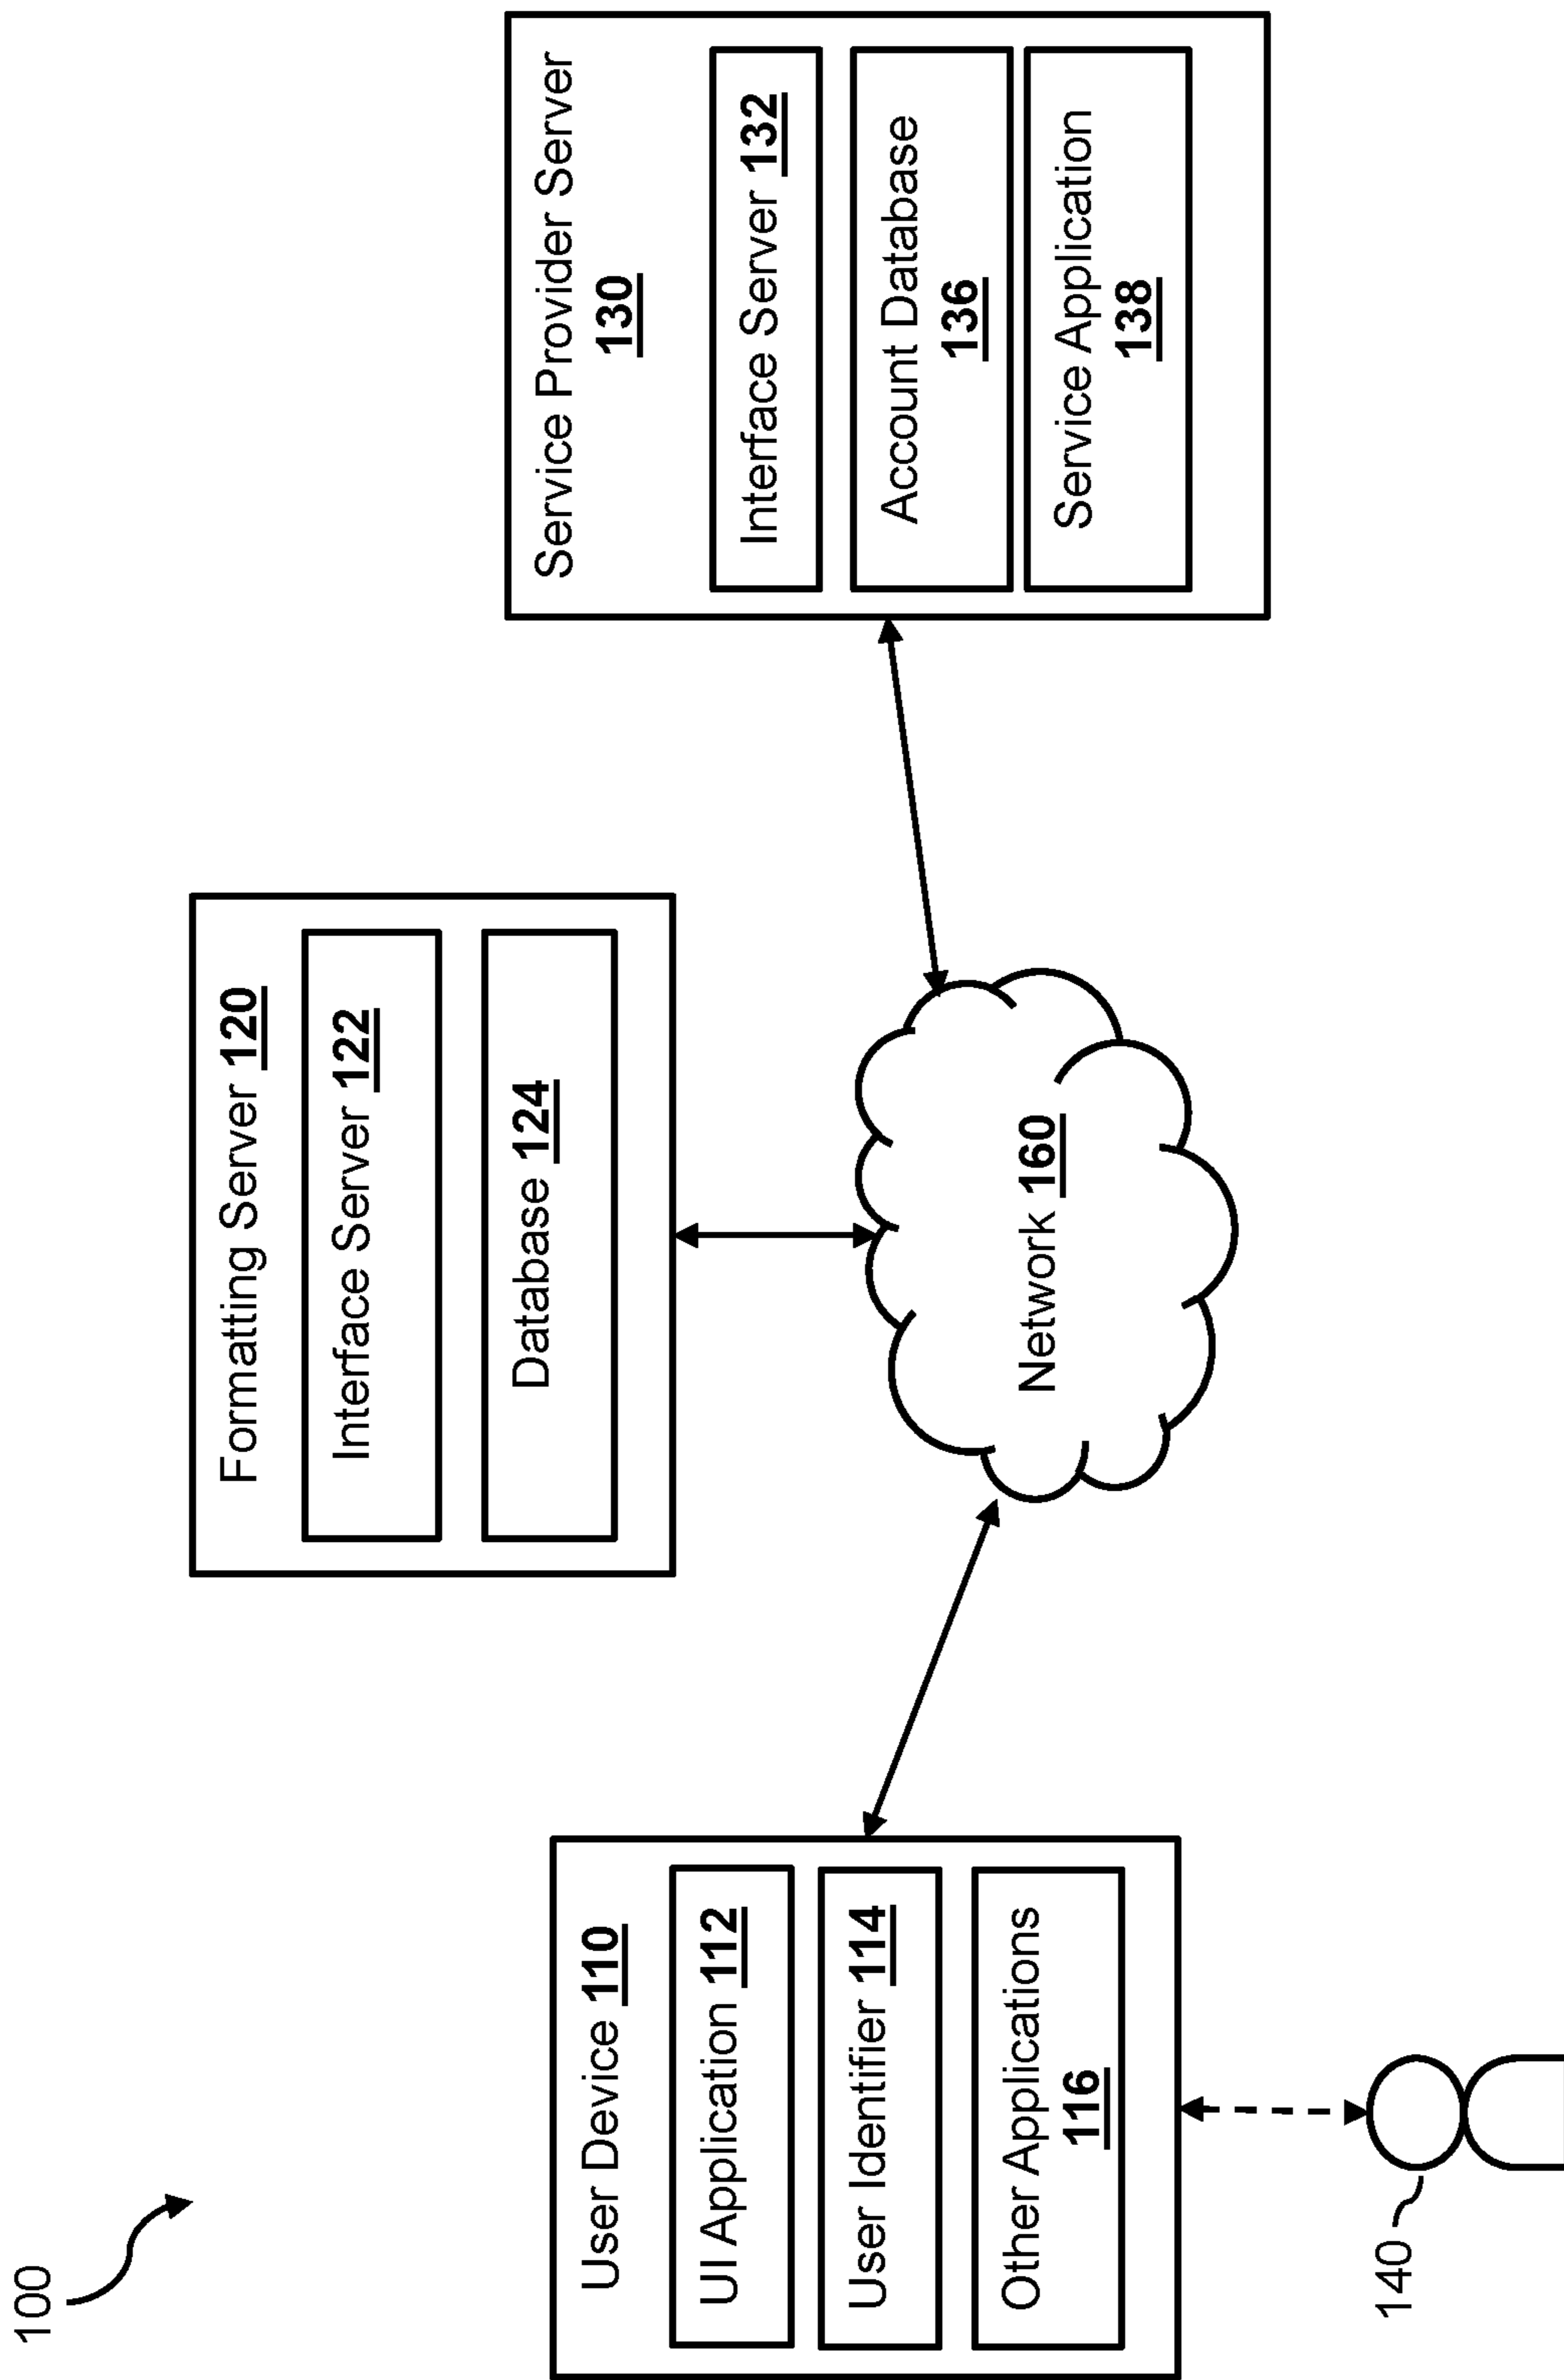 100
User Device 110
UI Application 112
User Identifier 114
Other Applications
116
140
Formatting Server 120
Interface Server 122
Database 124
Network 160
Service Provider Server
130
Interface Server 132
Account Database
136
Service Application
138